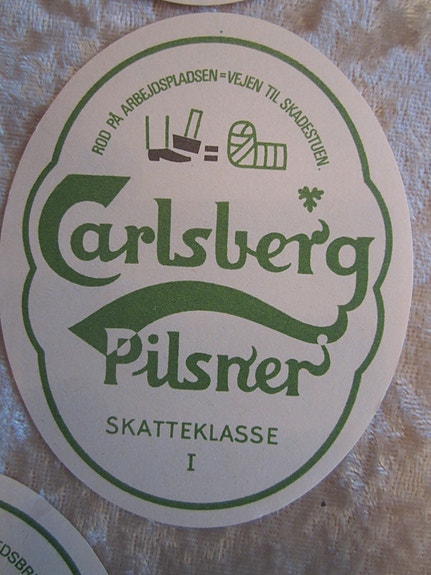 ROD PÅ ARBEJDSPLADSEN = VEJEN TIL SKADESTUEN.
=
Carlsberg
Pilsner
SKATTEKLASSE
I